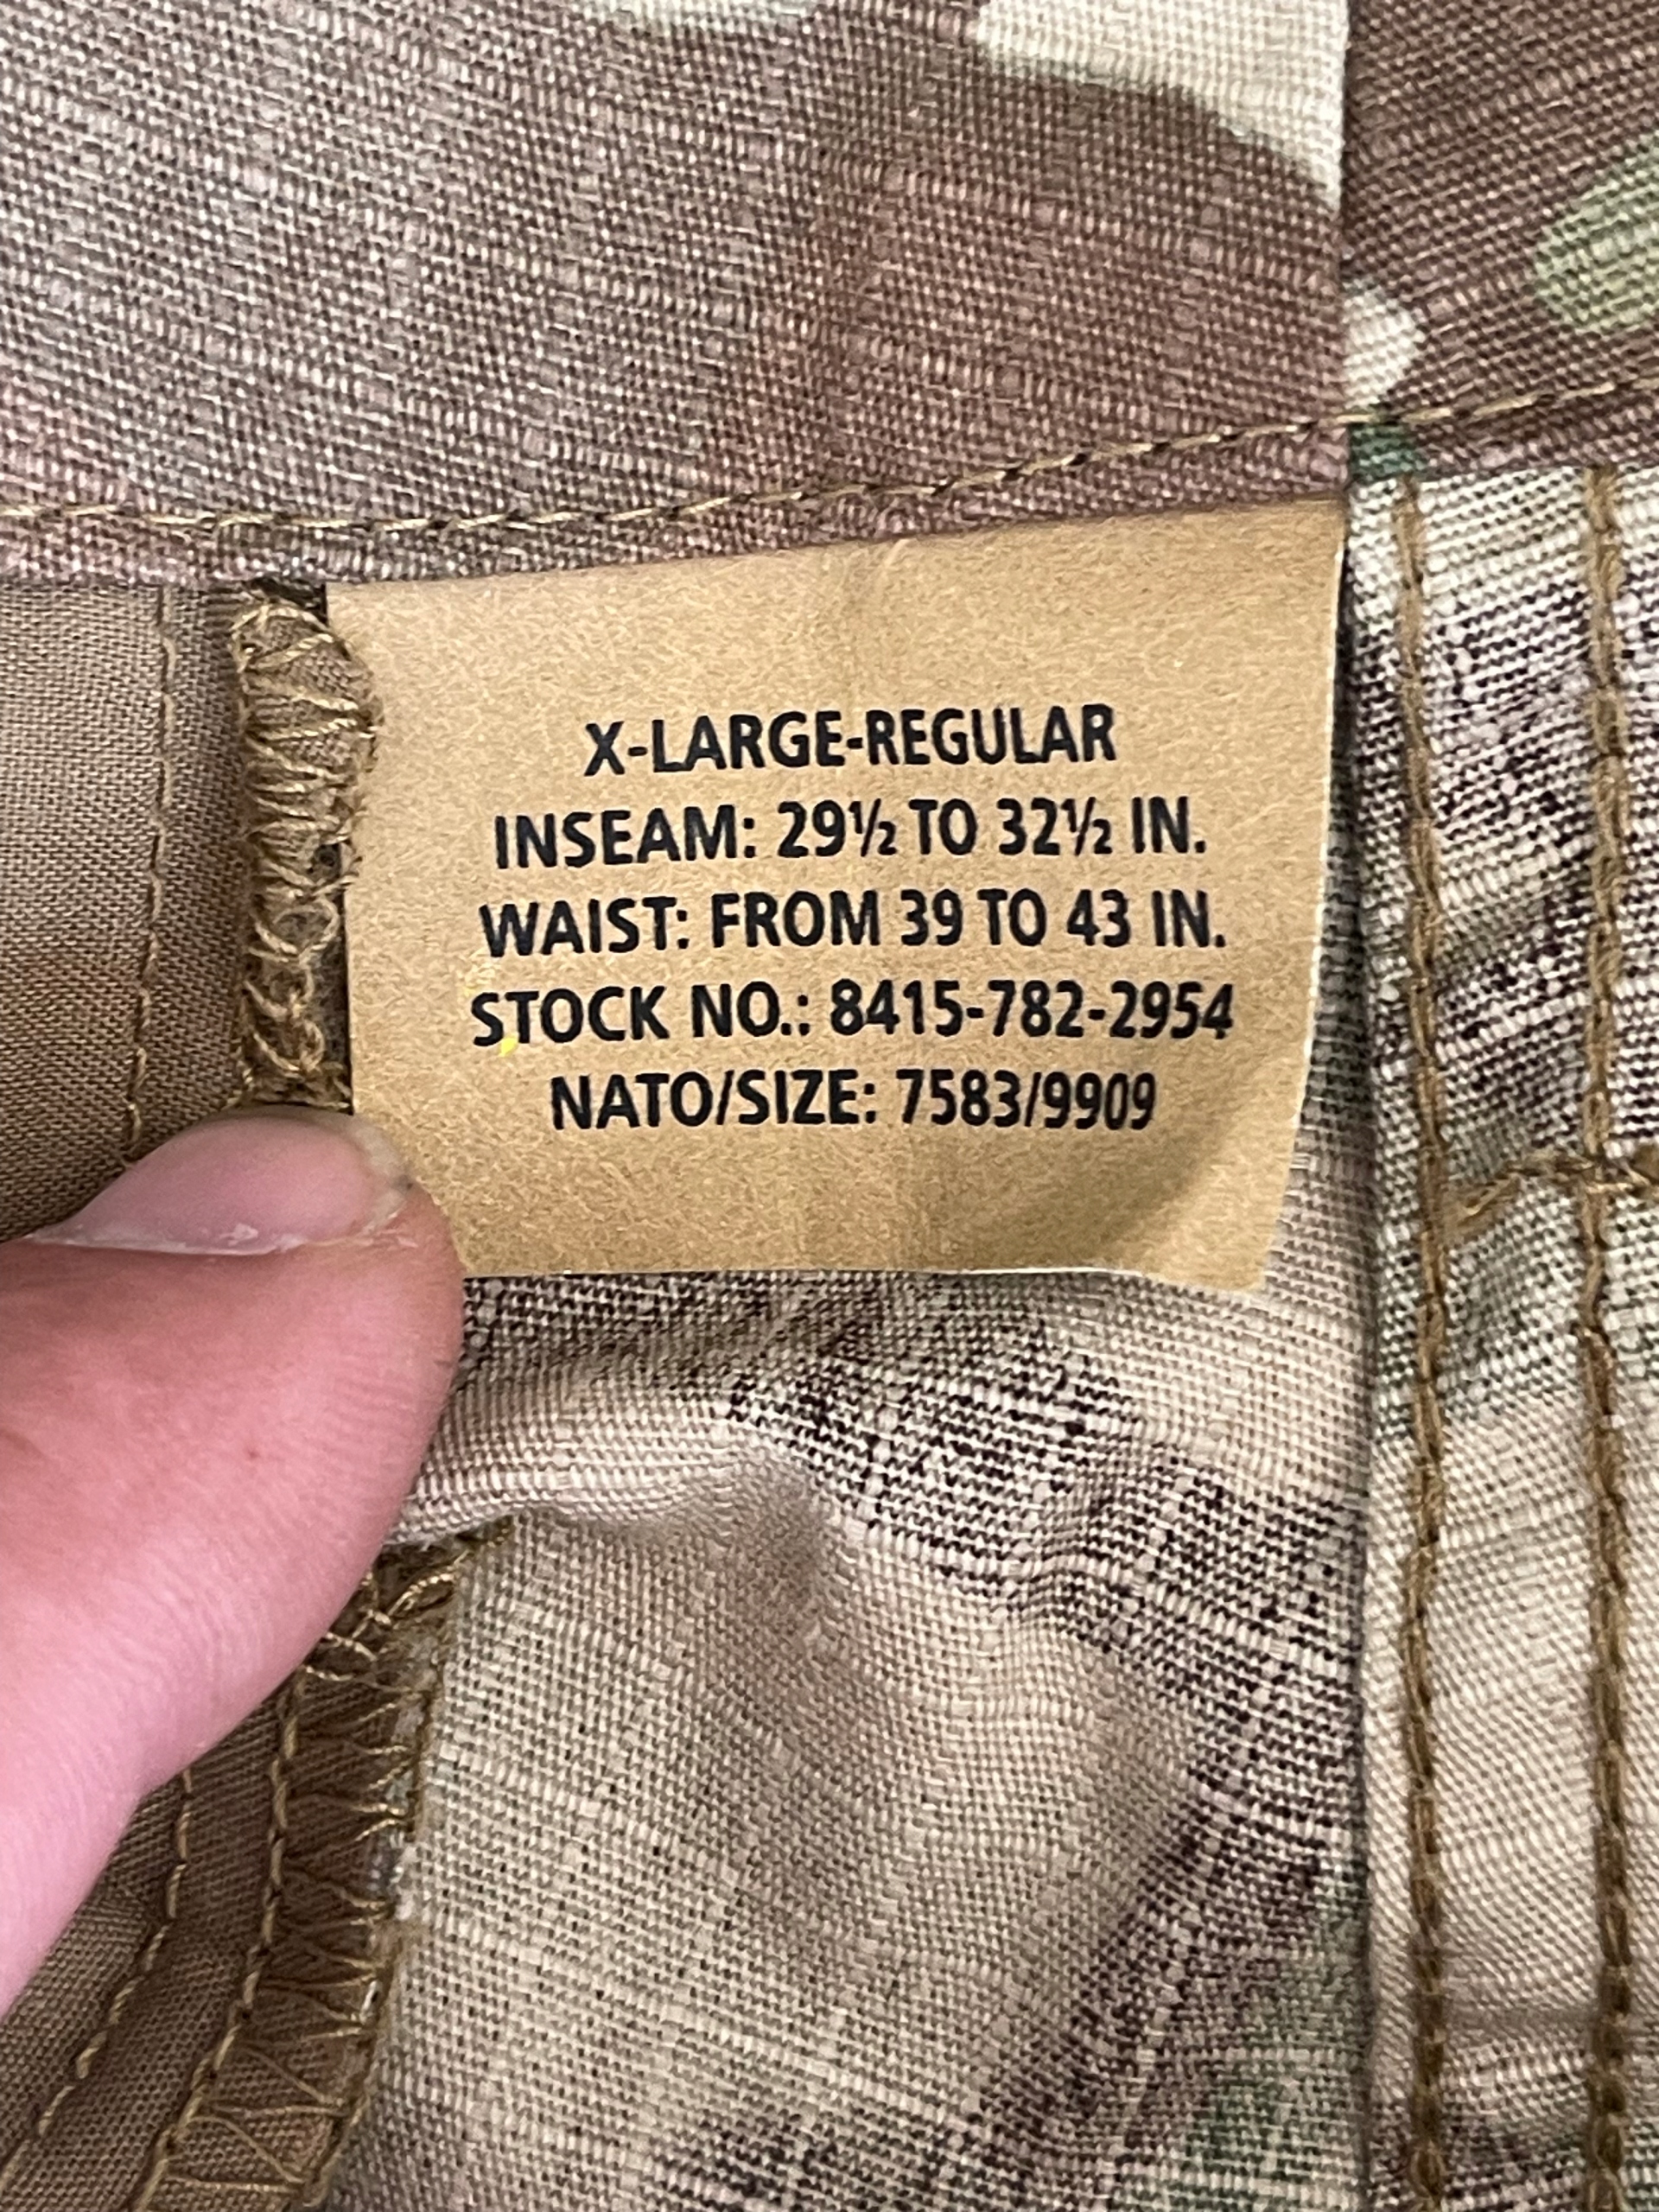 X-LARGE-REGULAR
INSEAM: 29½ TO 32½ IN.
WAIST: FROM 39 TO 43 IN.
STOCK NO.: 8415-782-2954
NATO/SIZE: 7583/9909